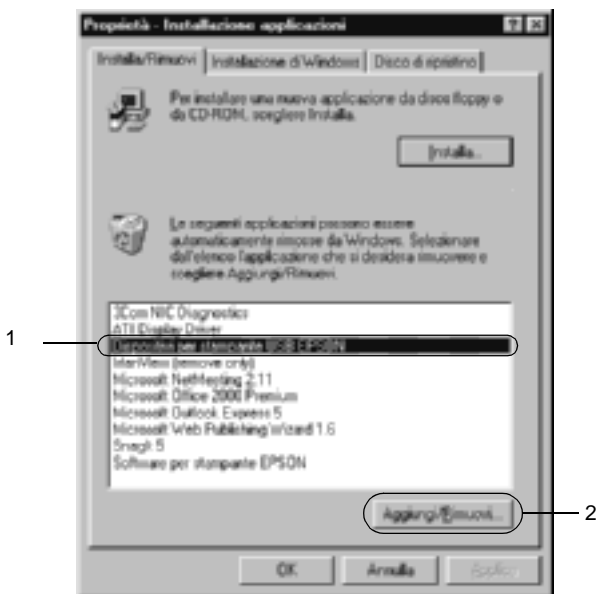 Proprietà - Installazione applicazioni
Installa/Rimuovi
Installazione di Windows
Disco di ripristino
Per installare una nuova applicazione da disco floppy o
da CD-ROM, scegliere Installa.
Installa...
Le seguenti applicazioni possono essere
automaticamente rimosse da Windows. Selezionare
dall'elenco l'applicazione che si desidera rimuovere e
scegliere Aggiungi/Rimuovi.
3Com NIC Diagnostics
ATI Display Driver
1
Dispositivi per stampante USB EPSON
IrfanView (remove only)
Microsoft NetMeeting 2.11
Microsoft Office 2000 Premium
Microsoft Outlook Express 5
Microsoft Web Publishing Wizard 1.6
SnagIt 5
Software per stampante EPSON
Aggiungi/Rimuovi...
2
OK
Annulla
Applica